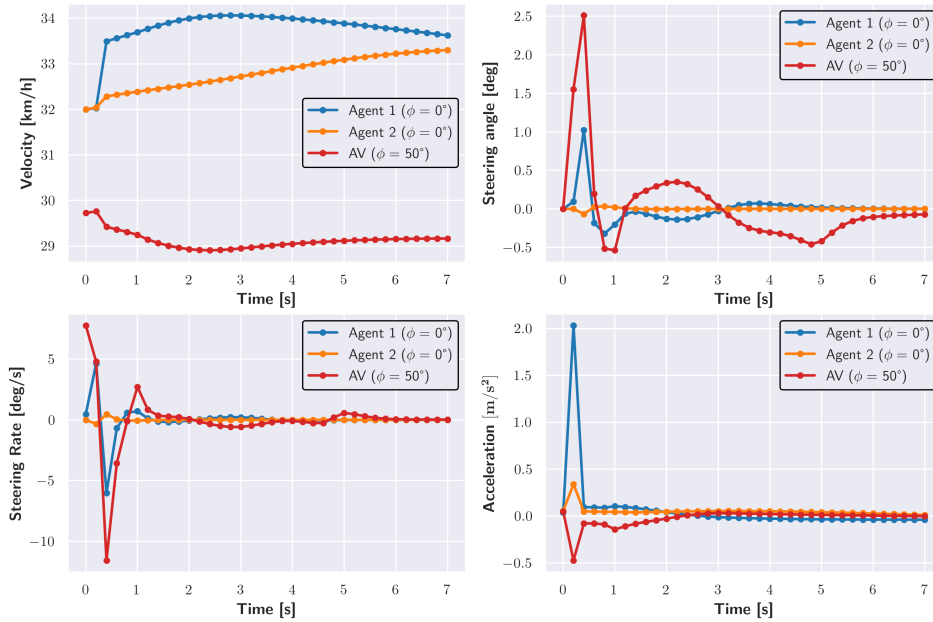 34
33
32
31
30
29
Velocity [km/h]
Agent 1 (ϕ = 0°)
Agent 2 (ϕ = 0°)
AV (ϕ = 50°)
0 1 2 3 4 5 6 7
Time [s]
2.5
2.0
1.5
1.0
0.5
0.0
−0.5
Steering angle [deg]
Agent 1 (ϕ = 0°)
Agent 2 (ϕ = 0°)
AV (ϕ = 50°)
0 1 2 3 4 5 6 7
Time [s]
5
0
−5
−10
Steering Rate [deg/s]
Agent 1 (ϕ = 0°)
Agent 2 (ϕ = 0°)
AV (ϕ = 50°)
0 1 2 3 4 5 6 7
Time [s]
2.0
1.5
1.0
0.5
0.0
−0.5
Acceleration [m/s²]
Agent 1 (ϕ = 0°)
Agent 2 (ϕ = 0°)
AV (ϕ = 50°)
0 1 2 3 4 5 6 7
Time [s]